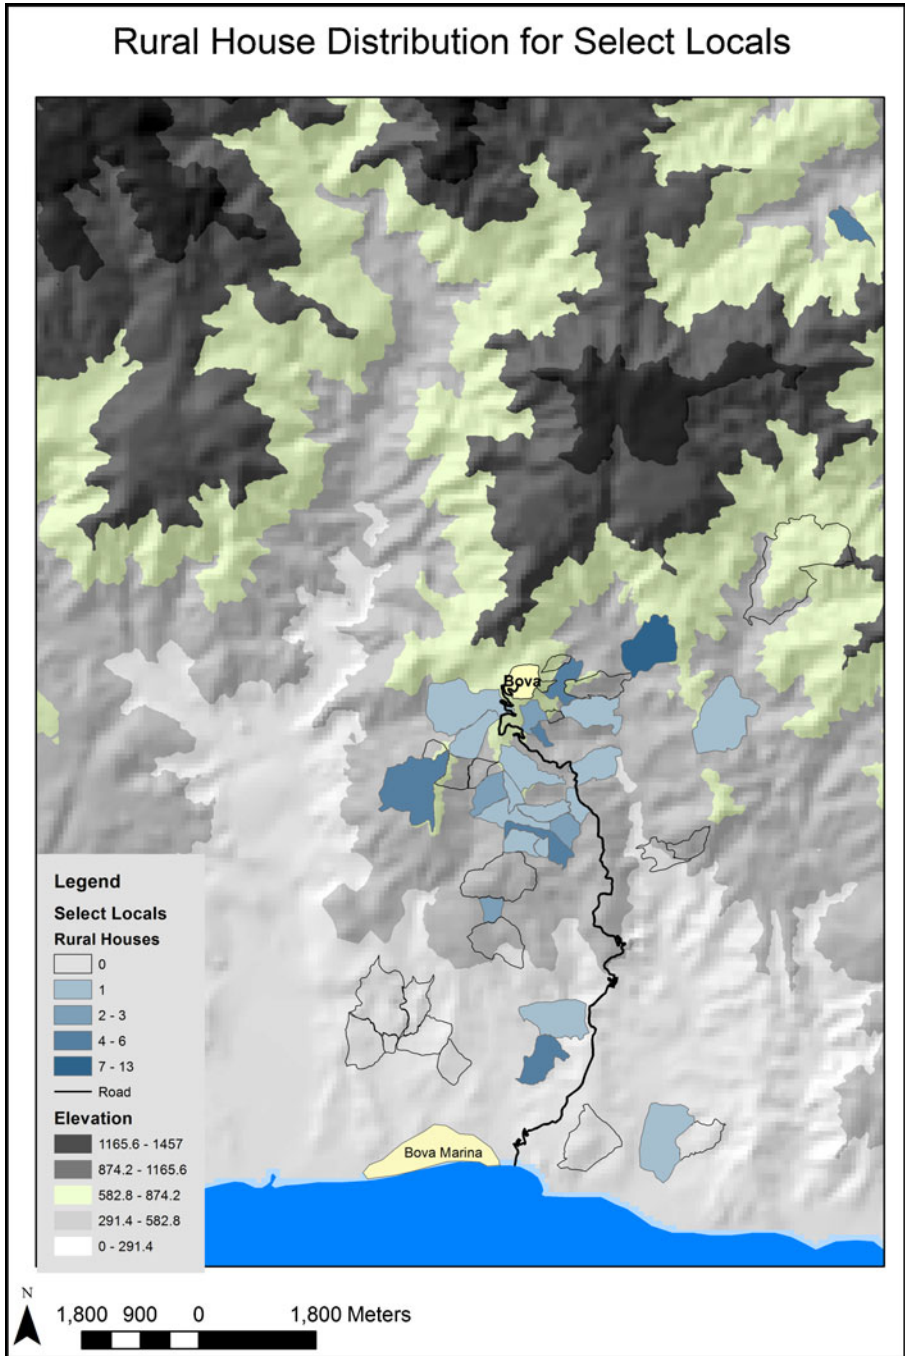 Rural House Distribution for Select Locals
Bova
Bova Marina
Legend
Select Locals
Rural Houses
0
1
2 - 3
4 - 6
7 - 13
Road
Elevation
1165.6 - 1457
874.2 - 1165.6
582.8 - 874.2
291.4 - 582.8
0 - 291.4
N
1,800 900 0 1,800 Meters